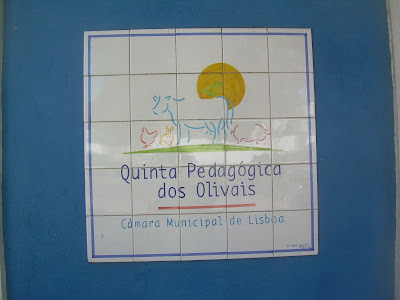 Quinta Pedagógica
dos Olivais
Câmara Municipal de Lisboa